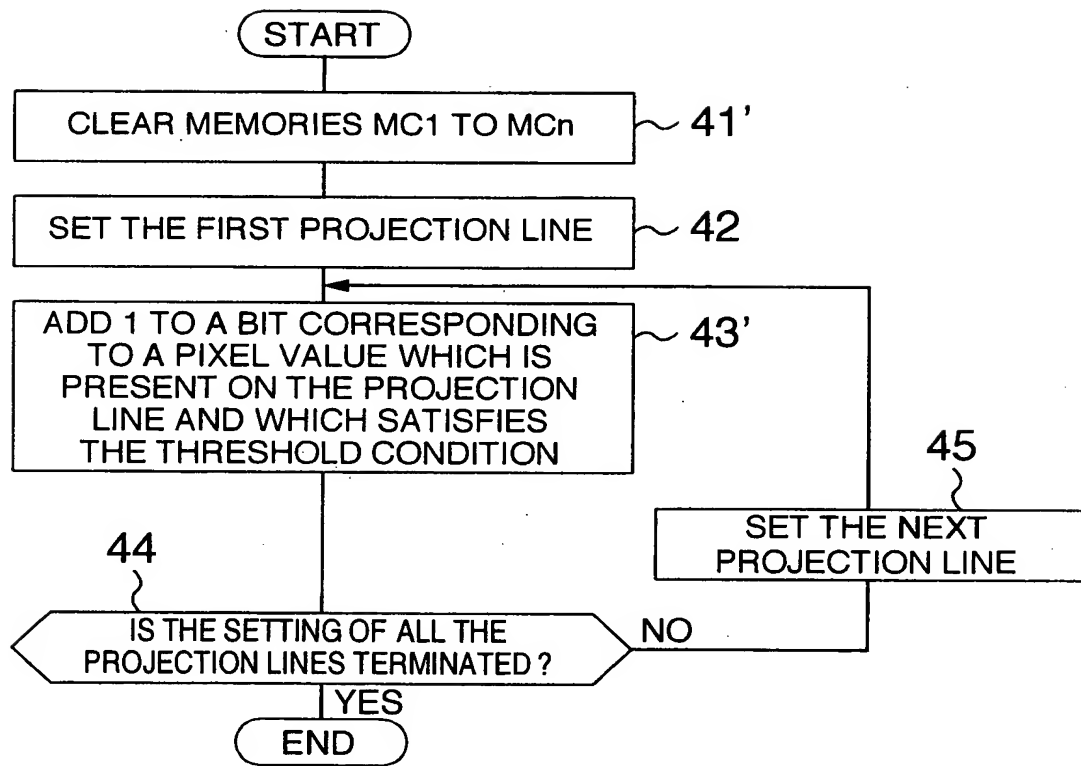 START
CLEAR MEMORIES MC1 TO MCn
41'
SET THE FIRST PROJECTION LINE
42
ADD 1 TO A BIT CORRESPONDING
TO A PIXEL VALUE WHICH IS
PRESENT ON THE PROJECTION
LINE AND WHICH SATISFIES
THE THRESHOLD CONDITION
43'
45
SET THE NEXT
PROJECTION LINE
44
IS THE SETTING OF ALL THE
PROJECTION LINES TERMINATED ?
NO
YES
END